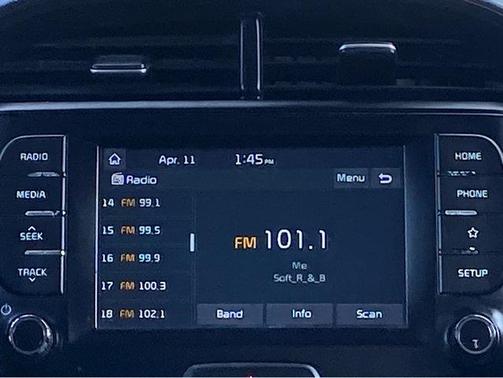 Apr. 11 1:45 PM
Radio Menu
14 FM 99.1
15 FM 99.5
16 FM 99.9
17 FM 100.3
18 FM 102.1
FM 101.1
Me
Soft_R_&_B
Band Info Scan
RADIO
MEDIA
SEEK
TRACK
HOME
PHONE
SETUP